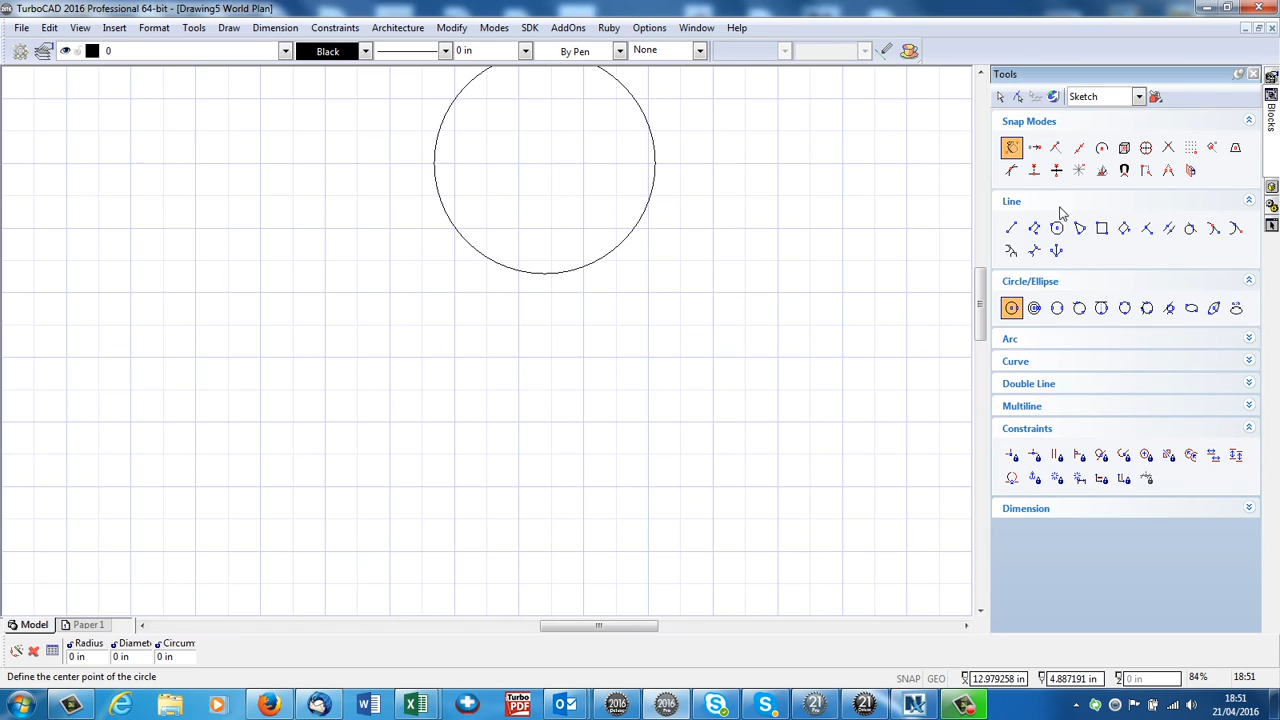 TurboCAD 2016 Professional 64-bit - [Drawing5 World Plan]
File Edit View Insert Format Tools Draw Dimension Constraints Architecture Modify Modes SDK AddOns Ruby Options Window Help
0 Black 0 in By Pen None
Tools
Sketch
Snap Modes
Line
Circle/Ellipse
Arc
Curve
Double Line
Multiline
Constraints
Dimension
Blocks
Model Paper1
Radius Diamete Circum
0 in 0 in 0 in
Define the center point of the circle
SNAP GEO X 12.979258 in Y 4.887191 in Z 0 in 84% 18:51
18:51
21/04/2016